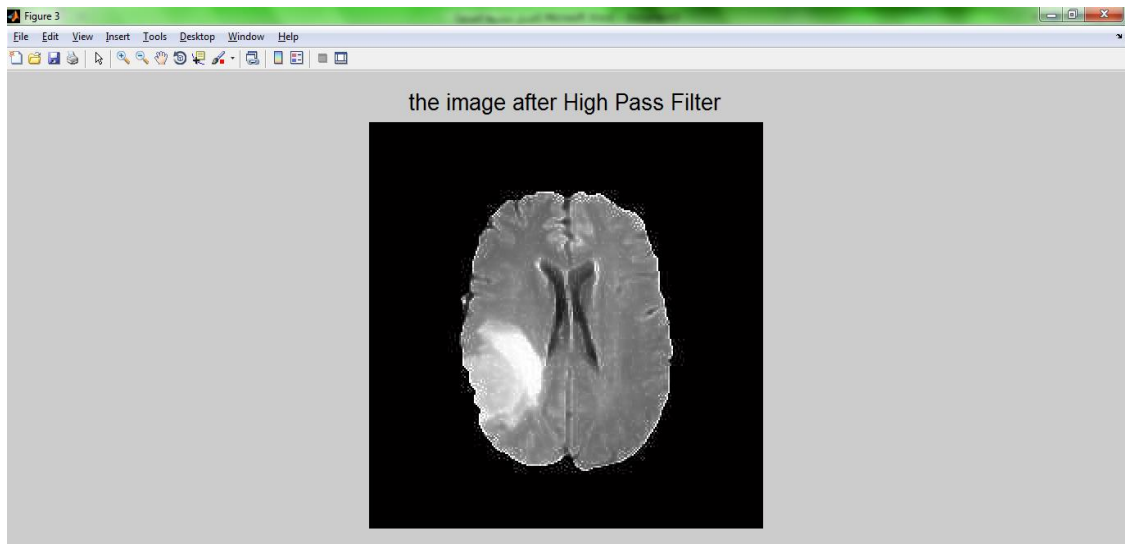 Figure 3
File Edit View Insert Tools Desktop Window Help
the image after High Pass Filter